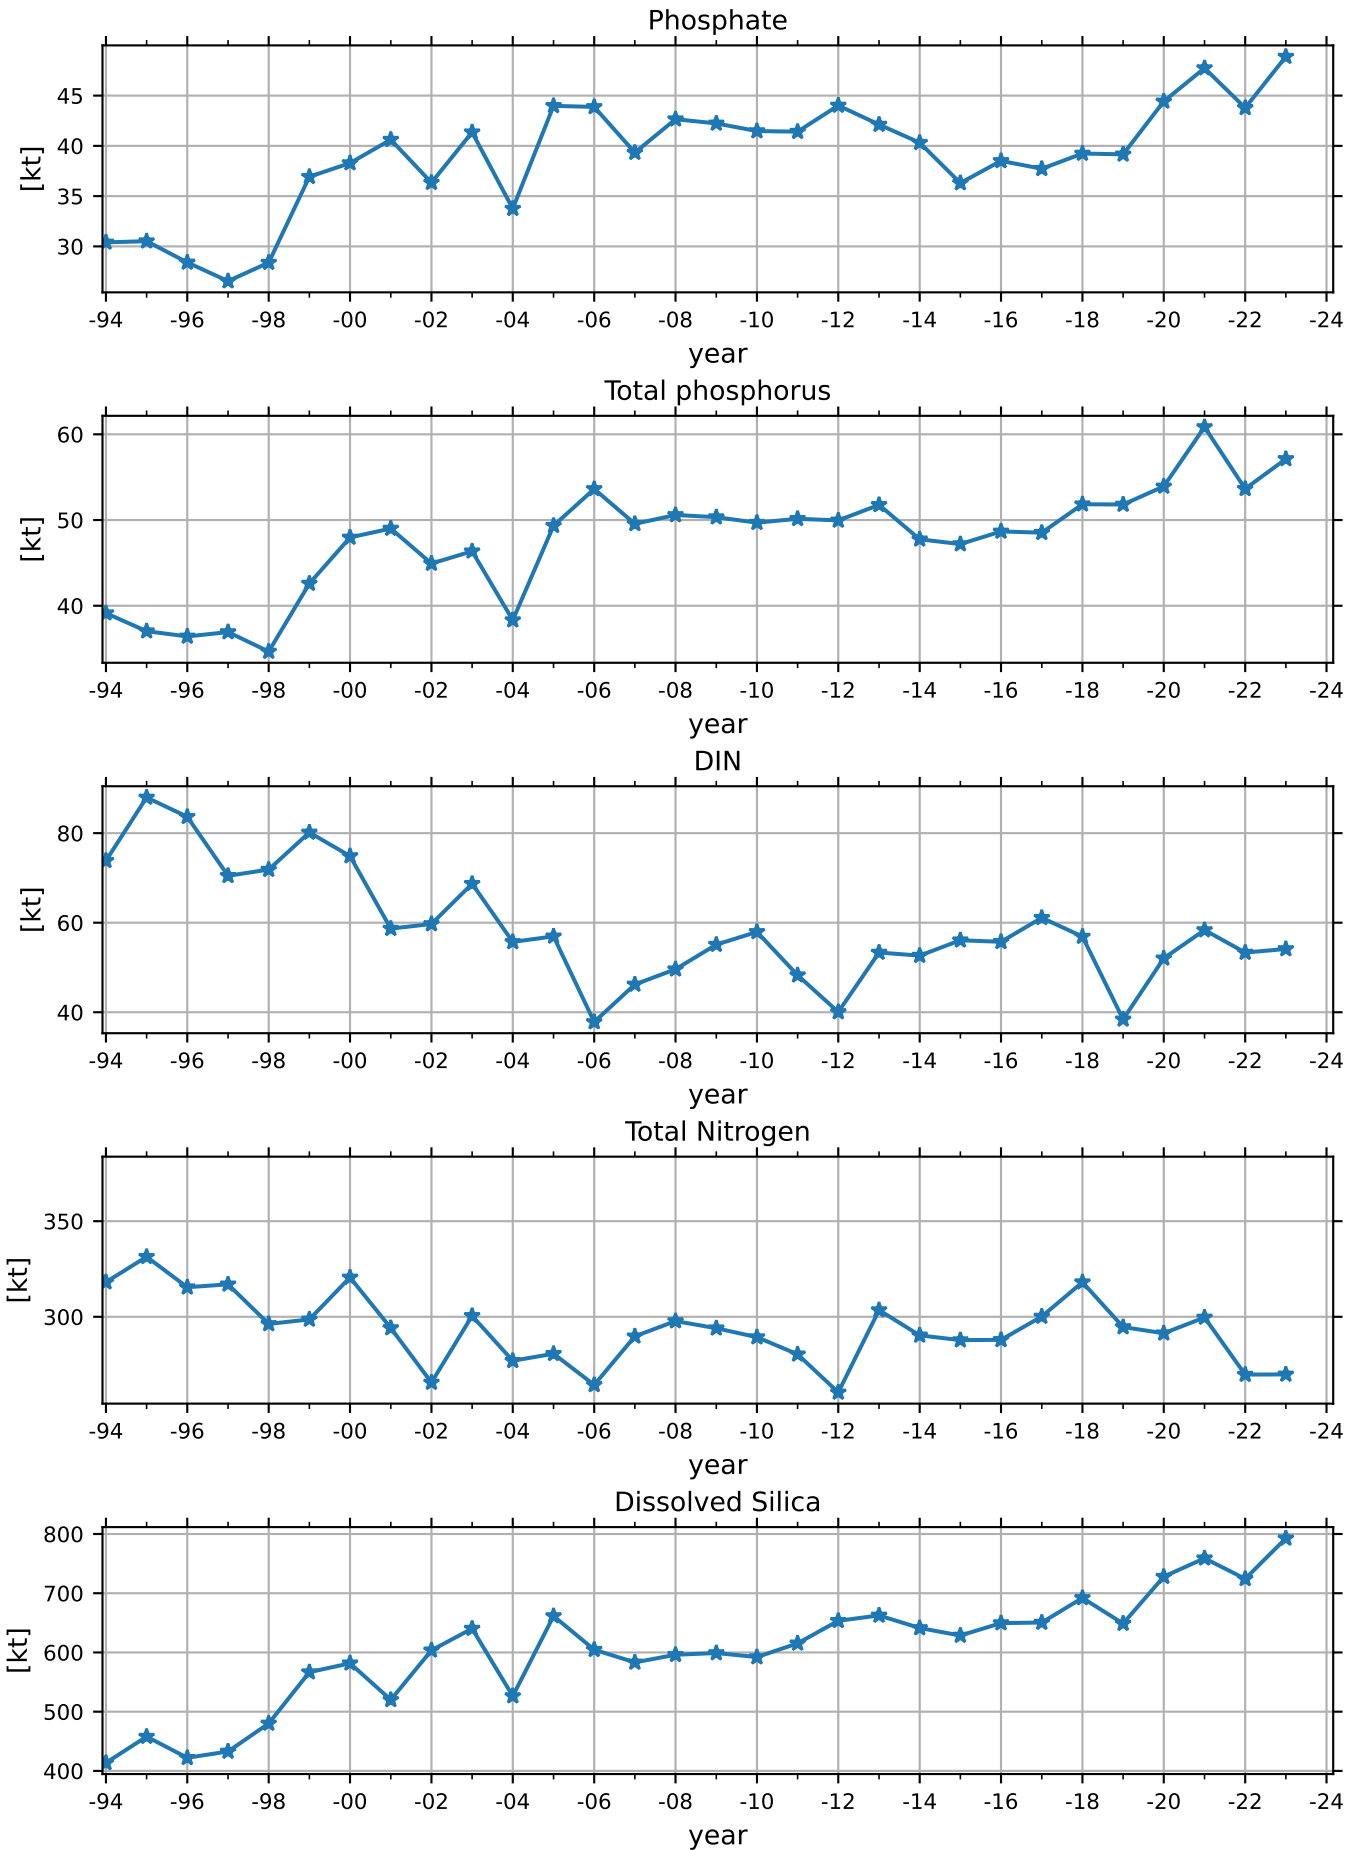 Phosphate
45
40
35
30
[kt]
-94 -96 -98 -00 -02 -04 -06 -08 -10 -12 -14 -16 -18 -20 -22 -24
year
Total phosphorus
60
50
40
[kt]
-94 -96 -98 -00 -02 -04 -06 -08 -10 -12 -14 -16 -18 -20 -22 -24
year
DIN
80
60
40
[kt]
-94 -96 -98 -00 -02 -04 -06 -08 -10 -12 -14 -16 -18 -20 -22 -24
year
Total Nitrogen
350
300
[kt]
-94 -96 -98 -00 -02 -04 -06 -08 -10 -12 -14 -16 -18 -20 -22 -24
year
Dissolved Silica
800
700
600
500
400
[kt]
-94 -96 -98 -00 -02 -04 -06 -08 -10 -12 -14 -16 -18 -20 -22 -24
year